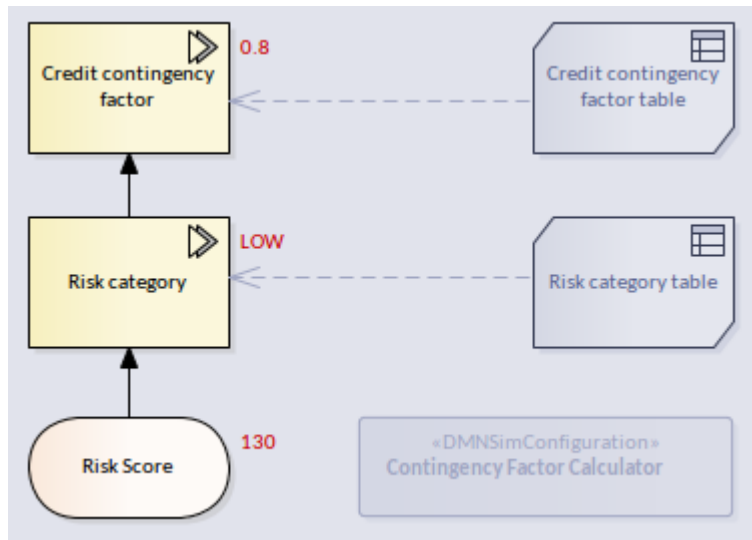 Credit contingency
factor
0.8
Credit contingency
factor table
Risk category
LOW
Risk category table
Risk Score
130
«DMNSimConfiguration»
Contingency Factor Calculator